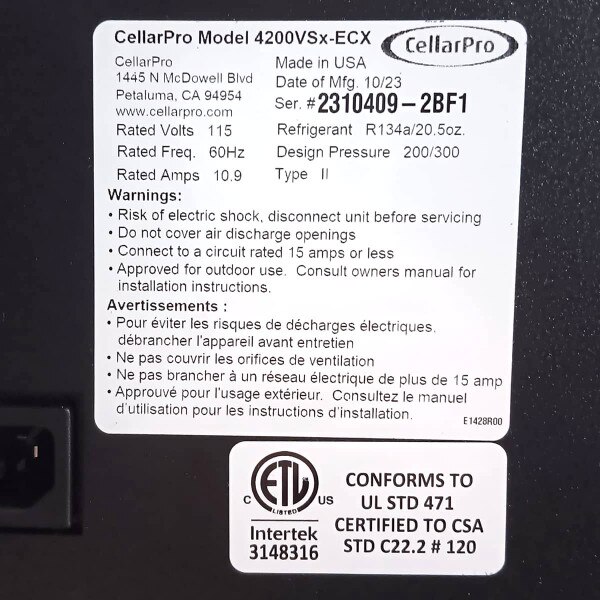 CellarPro Model 4200VSx-ECX
CellarPro
CellarPro
1445 N McDowell Blvd
Petaluma, CA 94954
www.cellarpro.com
Made in USA
Date of Mfg. 10/23
Ser. # 2310409-2BF1
Rated Volts 115
Refrigerant R134a/20.5oz.
Rated Freq. 60Hz
Design Pressure 200/300
Rated Amps 10.9
Type II
Warnings:
• Risk of electric shock, disconnect unit before servicing
• Do not cover air discharge openings
• Connect to a circuit rated 15 amps or less
• Approved for outdoor use. Consult owners manual for
installation instructions.
Avertissements :
• Pour éviter les risques de décharges électriques,
débrancher l'appareil avant entretien
• Ne pas couvrir les orifices de ventilation
• Ne pas brancher à un réseau électrique de plus de 15 amp
• Approuvé pour l'usage extérieur. Consultez le manuel
d'utilisation pour les instructions d'installation.
E1428R00
ETL
C US
LISTED
Intertek
3148316
CONFORMS TO
UL STD 471
CERTIFIED TO CSA
STD C22.2 # 120